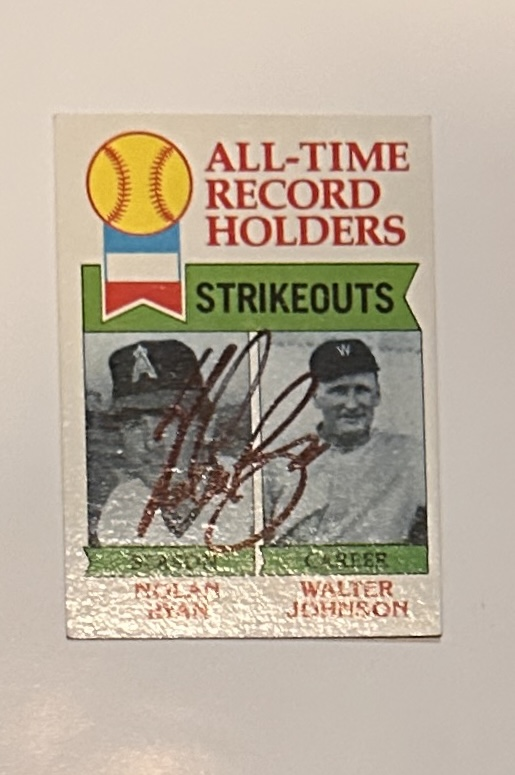 ALL-TIME
RECORD
HOLDERS
STRIKEOUTS
A
W
SEASON CAREER
NOLAN WALTER
RYAN JOHNSON